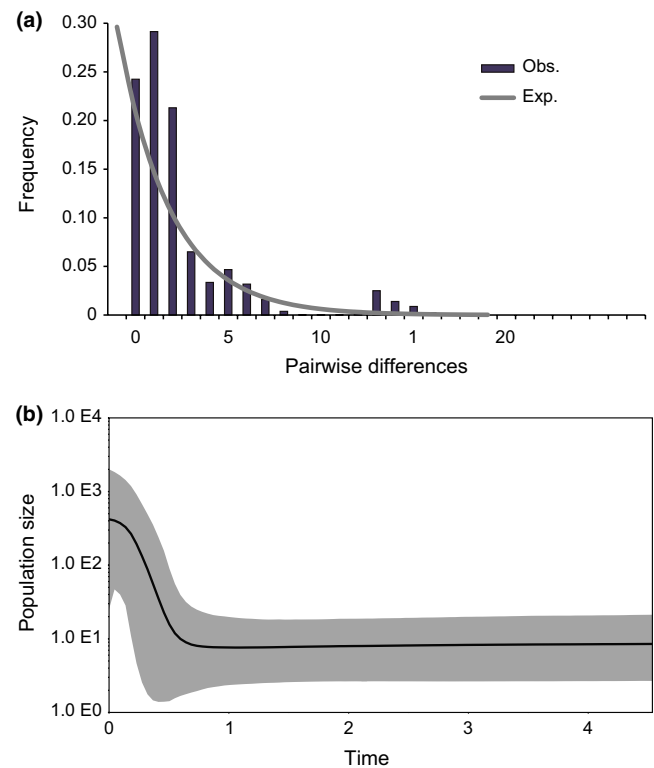 (a)
0.30
0.25
0.20
0.15
0.10
0.05
0
Frequency
Obs.
Exp.
0 5 10 1 20
Pairwise differences
(b)
1.0 E4
1.0 E3
1.0 E2
1.0 E1
1.0 E0
Population size
0 1 2 3 4
Time